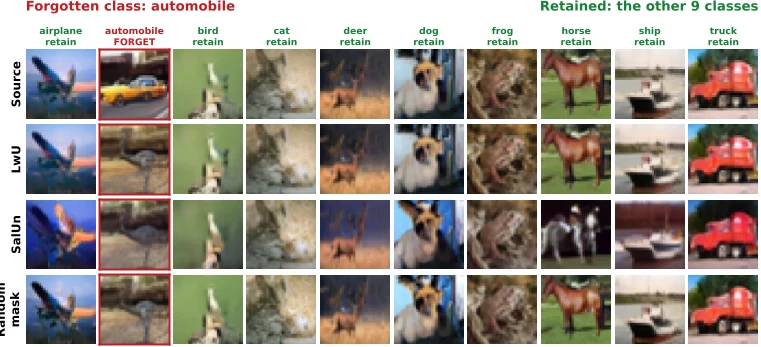 Forgotten class: automobile Retained: the other 9 classes
airplane automobile bird cat deer dog frog horse ship truck
retain FORGET retain retain retain retain retain retain retain retain
Source
LwU
SalUn
Random
mask